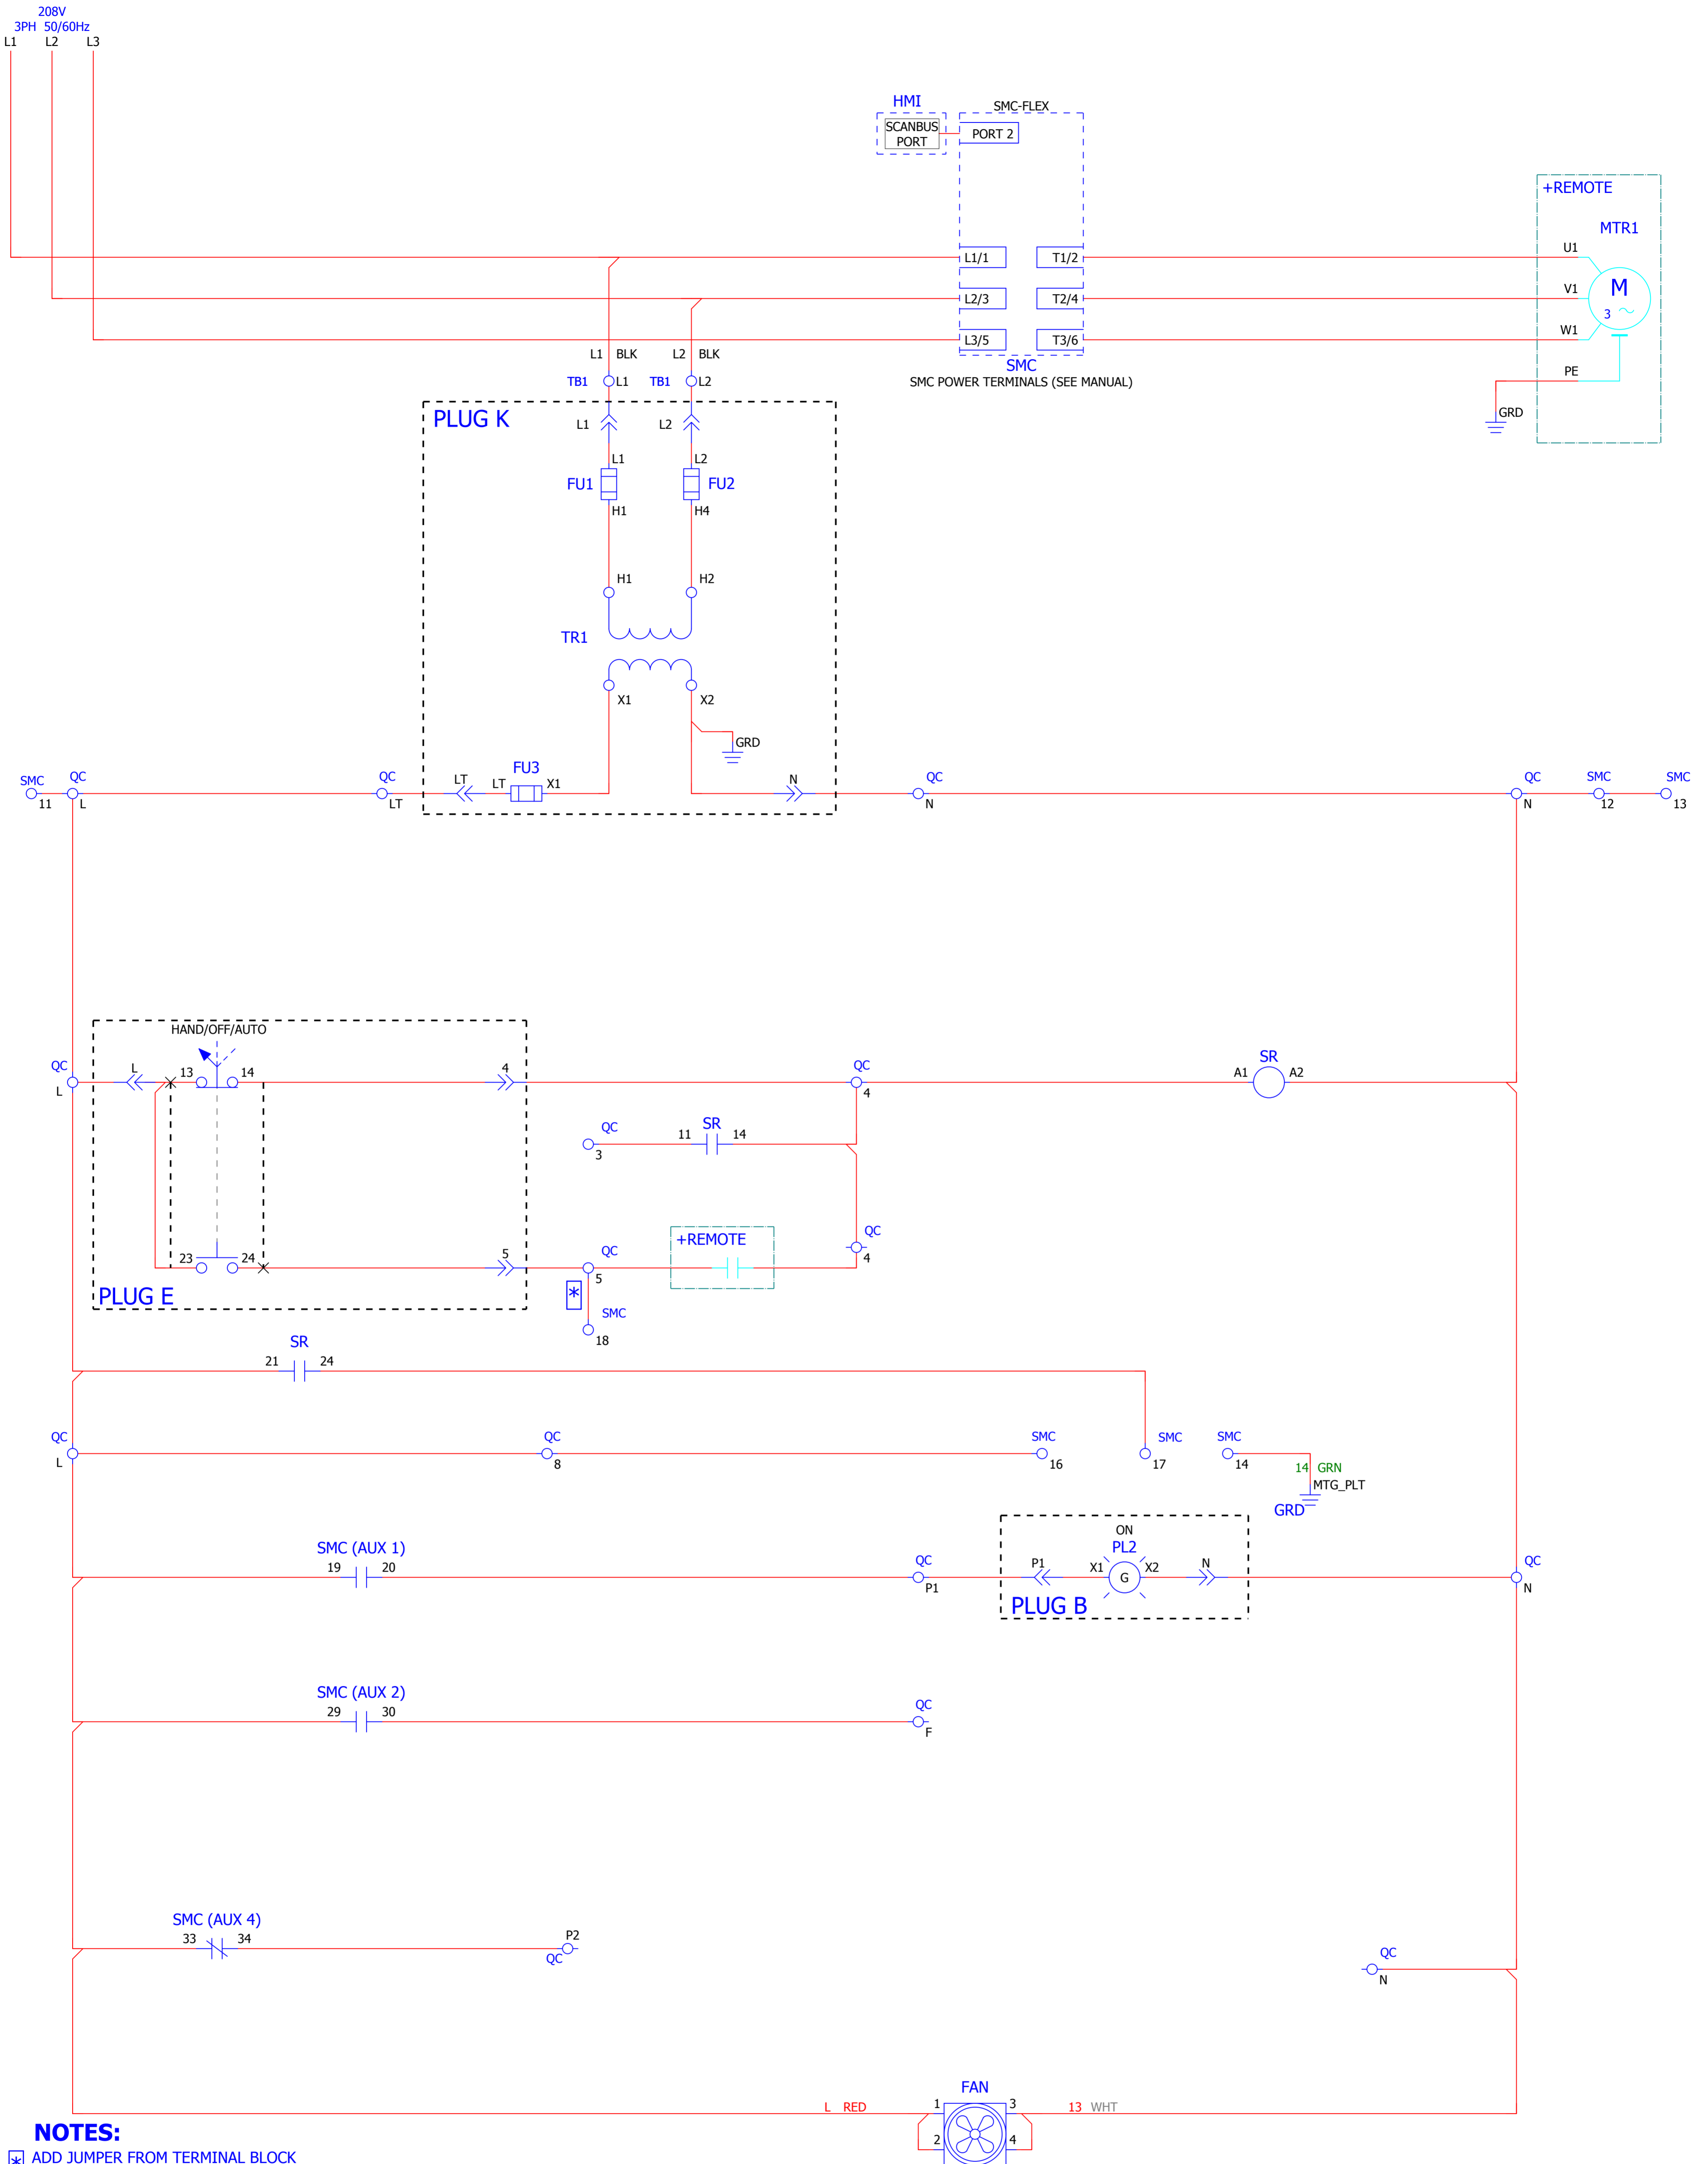 208V
3PH 50/60Hz
L1 L2 L3
HMI
SCANBUS
PORT
SMC-FLEX
PORT 2
+REMOTE
MTR1
L1/1 T1/2 U1
L2/3 T2/4 V1
M
3
L3/5 T3/6 W1
SMC
SMC POWER TERMINALS (SEE MANUAL)
PE
GRD
L1 BLK L2 BLK
TB1 L1 TB1 L2
PLUG K
L1 L2
L1 L2
FU1 FU2
H1 H4
H1 H2
TR1
X1 X2
GRD
SMC QC QC LT LT FU3 X1 N QC QC SMC SMC
11 L LT N N 12 13
HAND/OFF/AUTO
QC L 13 14 4 QC SR
L 4 A1 A2
QC SR
3 11 14
+REMOTE
QC
4
23 24 5 QC
5
PLUG E
*
SMC
18
SR
21 24
QC QC SMC SMC SMC
L 8 16 17 14
14 GRN
MTG_PLT
GRD
SMC (AUX 1) ON
PL2
19 20 QC P1 X1 G X2 N QC
P1 N
PLUG B
SMC (AUX 2)
29 30 QC
F
SMC (AUX 4)
33 34 P2
QC
QC
N
FAN
L RED 1 3 13 WHT
2 4
NOTES:
* ADD JUMPER FROM TERMINAL BLOCK